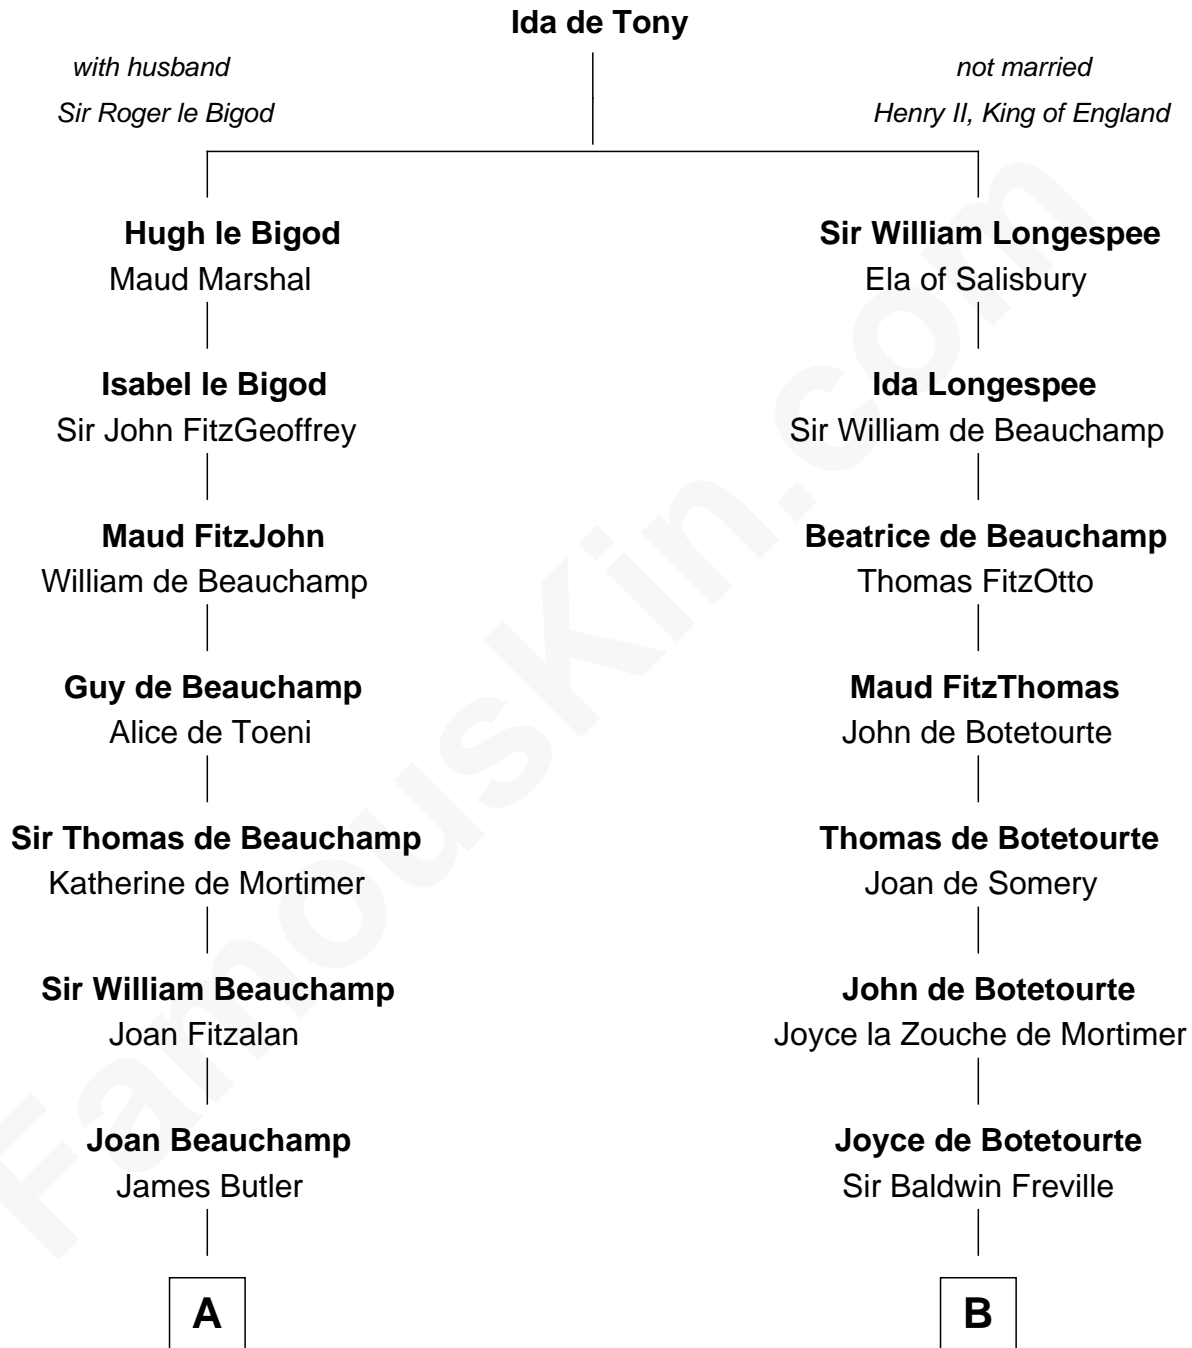 Ida de Tony
with husband
Sir Roger le Bigod
not married
Henry II, King of England
Hugh le Bigod
Maud Marshal
Sir William Longespee
Ela of Salisbury
Isabel le Bigod
Sir John FitzGeoffrey
Ida Longespee
Sir William de Beauchamp
Maud FitzJohn
William de Beauchamp
Beatrice de Beauchamp
Thomas FitzOtto
Guy de Beauchamp
Alice de Toeni
Maud FitzThomas
John de Botetourte
Sir Thomas de Beauchamp
Katherine de Mortimer
Thomas de Botetourte
Joan de Somery
Sir William Beauchamp
Joan Fitzalan
John de Botetourte
Joyce la Zouche de Mortimer
Joan Beauchamp
James Butler
Joyce de Botetourte
Sir Baldwin Freville
A
B
FamousKin.com